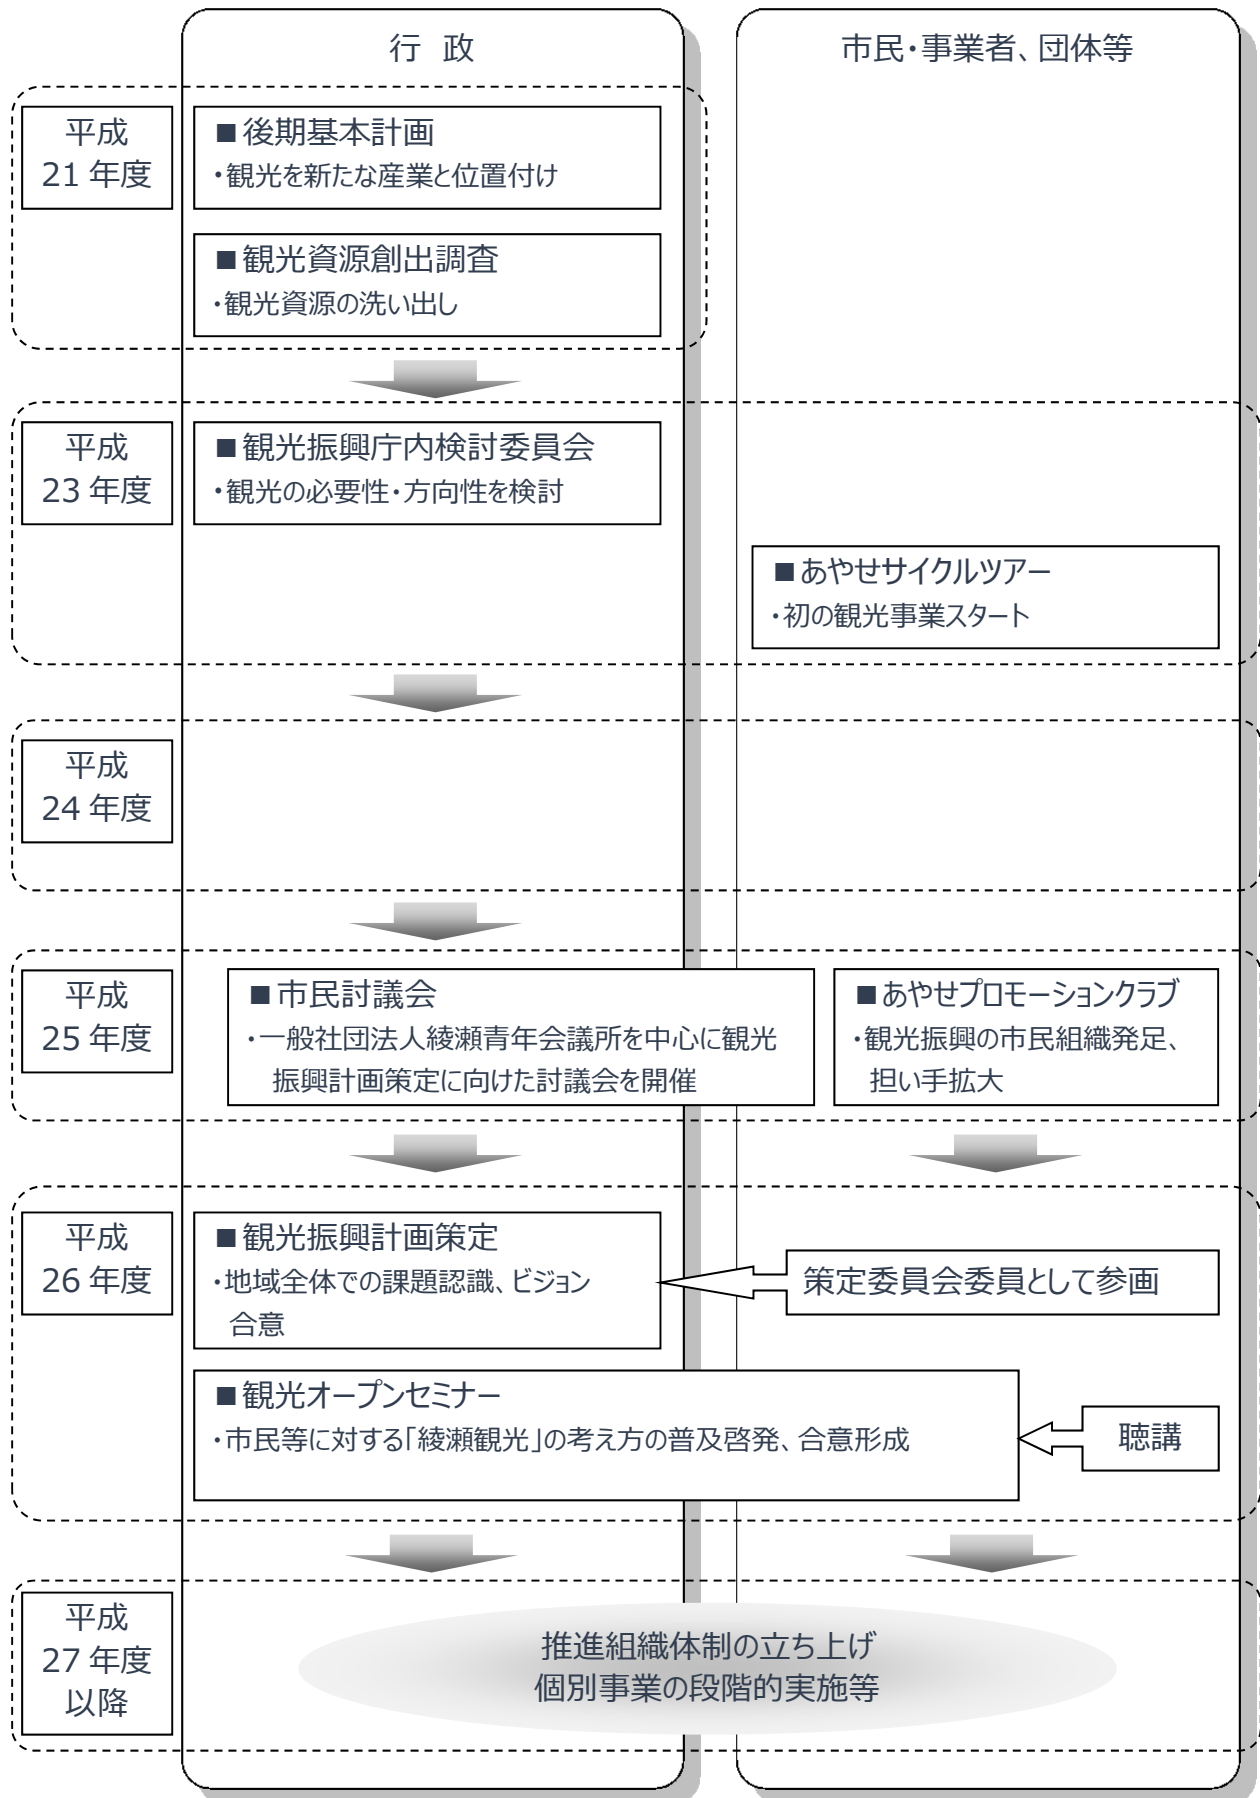 行 政
市民・事業者、団体等
平成
21 年度
■後期基本計画
・観光を新たな産業と位置付け
■観光資源創出調査
・観光資源の洗い出し
平成
23 年度
■観光振興庁内検討委員会
・観光の必要性・方向性を検討
■あやせサイクルツアー
・初の観光事業スタート
平成
24 年度
平成
25 年度
■市民討議会
・一般社団法人綾瀬青年会議所を中心に観光
振興計画策定に向けた討議会を開催
■あやせプロモーションクラブ
・観光振興の市民組織発足、
担い手拡大
平成
26 年度
■観光振興計画策定
・地域全体での課題認識、ビジョン
合意
策定委員会委員として参画
■観光オープンセミナー
・市民等に対する「綾瀬観光」の考え方の普及啓発、合意形成
聴講
平成
27 年度
以降
推進組織体制の立ち上げ
個別事業の段階的実施等